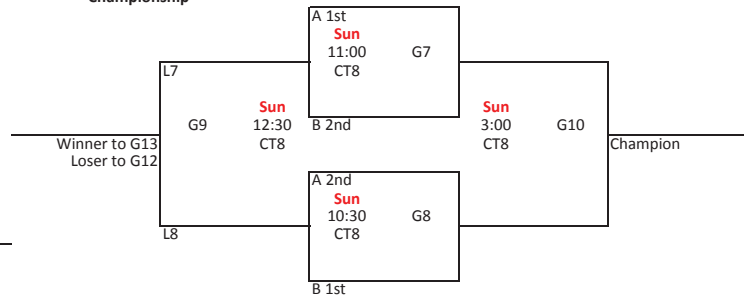 Championship
A 1st
Sun
11:00 G7
CT8
L7
Sun Sun
G9 12:30 B 2nd 3:00 G10
Winner to G13 CT8 CT8 Champion
Loser to G12
A 2nd
Sun
10:30 G8
L8 CT8
B 1st